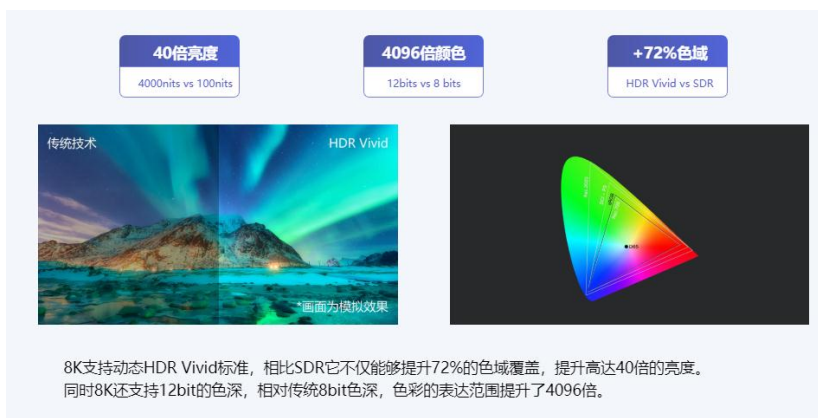 40倍亮度
4000nits vs 100nits
4096倍颜色
12bits vs 8 bits
+72%色域
HDR Vivid vs SDR
传统技术
HDR Vivid
*画面为模拟效果
D65
8K支持动态HDR Vivid标准，相比SDR它不仅能够提升72%的色域覆盖，提升高达40倍的亮度。
同时8K还支持12bit的色深，相对传统8bit色深，色彩的表达范围提升了4096倍。